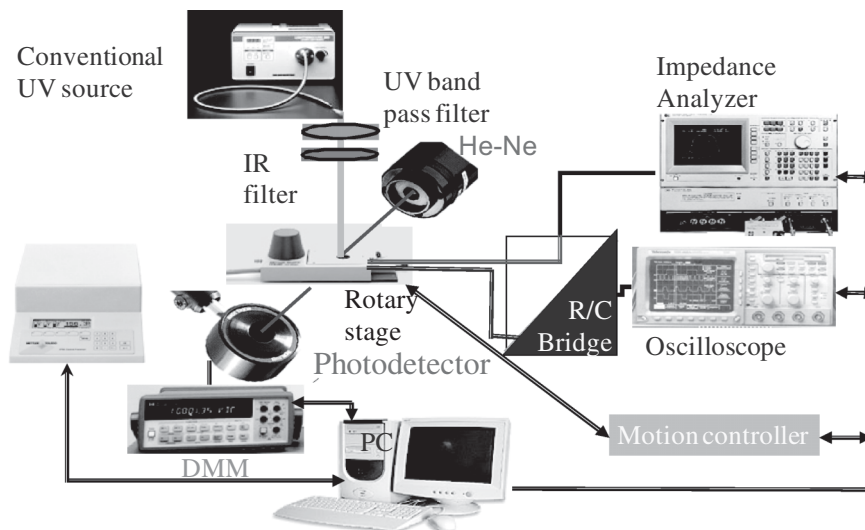 Conventional
UV source
UV band
pass filter
He-Ne
IR
filter
Impedance
Analyzer
Rotary
stage
R/C
Bridge
Oscilloscope
Photodetector
PC
DMM
Motion controller